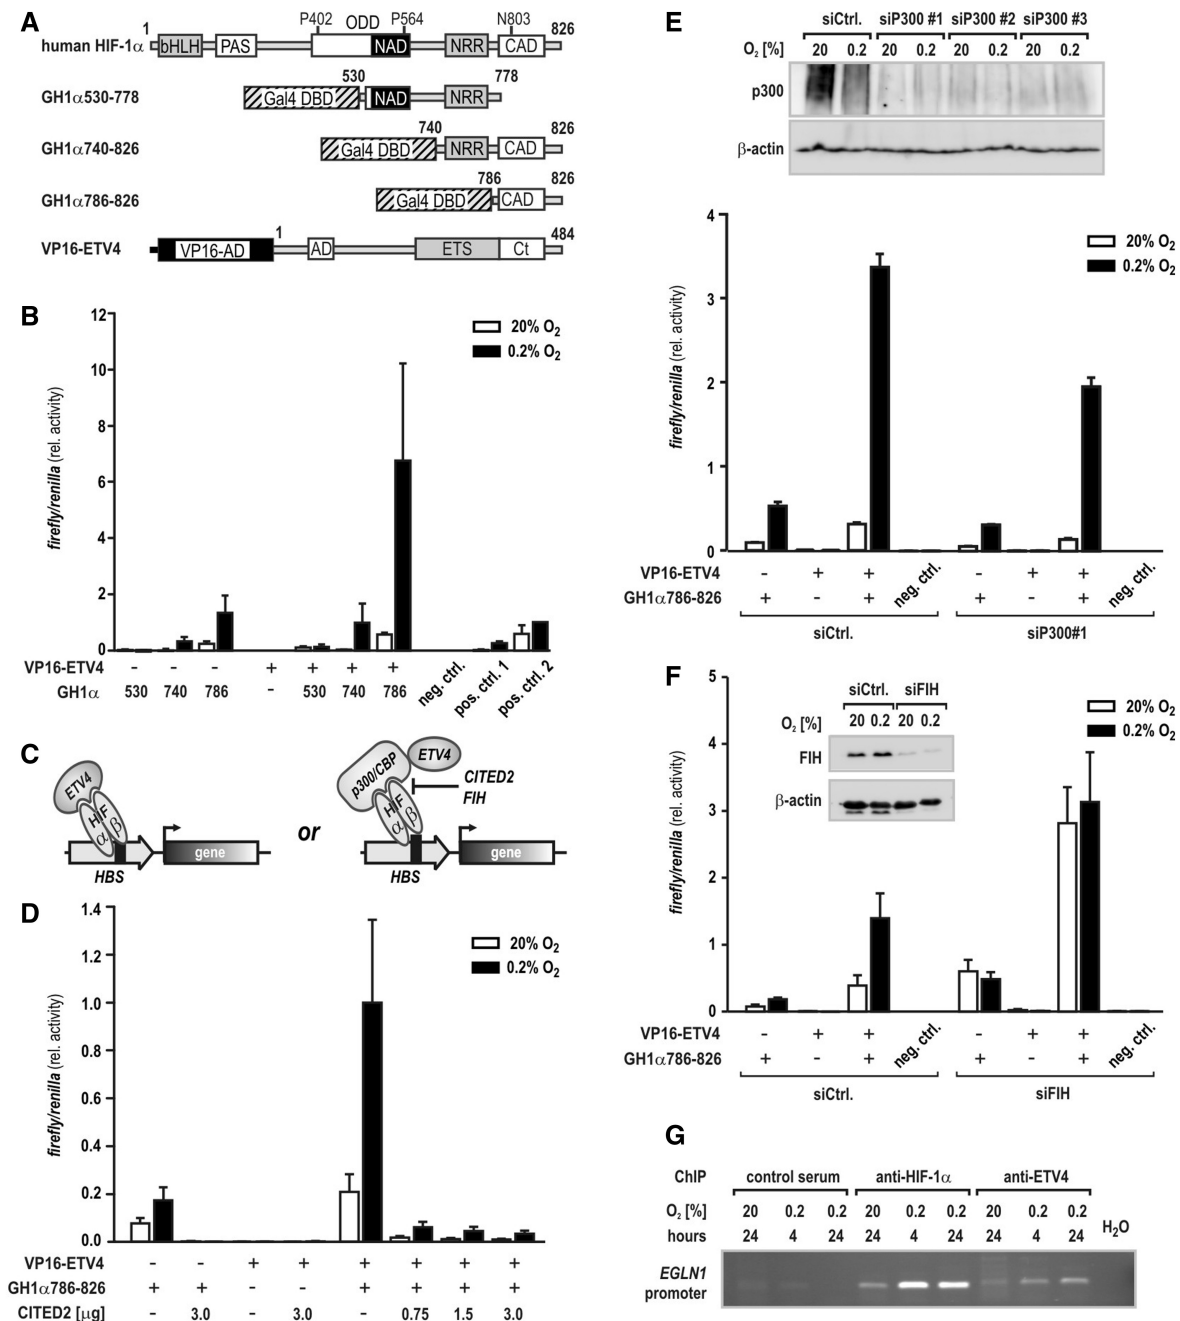 A
1
P402
ODD
P564
N803
826
human HIF-1α
bHLH
PAS
NAD
NRR
CAD
530
778
GH1α530-778
Gal4 DBD
NAD
NRR
740
826
GH1α740-826
Gal4 DBD
NRR
CAD
786
826
GH1α786-826
Gal4 DBD
CAD
1
484
VP16-ETV4
VP16-AD
AD
ETS
Ct
B
firefly/renilla (rel. activity)
12
10
8
6
4
2
0
20% O2
0.2% O2
VP16-ETV4 - - - + + + +
GH1α 530 740 786 - 530 740 786
neg. ctrl.
pos. ctrl. 1
pos. ctrl. 2
C
ETV4
HIF
α β
gene
HBS
or
p300/CBP
ETV4
CITED2
FIH
HIF
α β
gene
HBS
D
firefly/renilla (rel. activity)
1.4
1.2
1.0
0.8
0.6
0.4
0.2
0.0
20% O2
0.2% O2
VP16-ETV4 - - + + + + + +
GH1α786-826 + + - - + + + +
CITED2 [μg] - 3.0 - 3.0 - 0.75 1.5 3.0
E
siCtrl. siP300 #1 siP300 #2 siP300 #3
O2 [%] 20 0.2 20 0.2 20 0.2 20 0.2
p300
β-actin
firefly/renilla (rel. activity)
4
3
2
1
0
20% O2
0.2% O2
VP16-ETV4 - + + neg. ctrl. - + + neg. ctrl.
GH1α786-826 + - + + - +
siCtrl. siP300#1
F
firefly/renilla (rel. activity)
5
4
3
2
1
0
siCtrl. siFIH
O2 [%] 20 0.2 20 0.2
FIH
β-actin
20% O2
0.2% O2
VP16-ETV4 - + + neg. ctrl. - + + neg. ctrl.
GH1α786-826 + - + + - +
siCtrl. siFIH
G
ChIP control serum anti-HIF-1α anti-ETV4
O2 [%] 20 0.2 0.2 20 0.2 0.2 20 0.2 0.2
hours 24 4 24 24 4 24 24 4 24
H2O
EGLN1
promoter